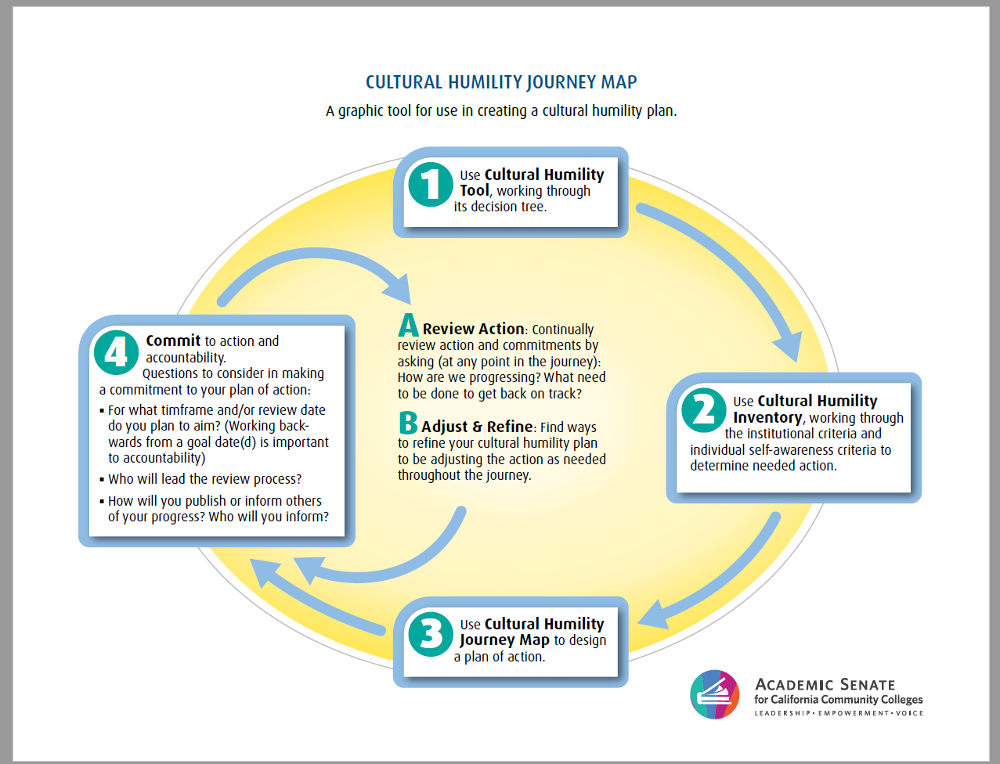 CULTURAL HUMILITY JOURNEY MAP
A graphic tool for use in creating a cultural humility plan.
1
Use Cultural Humility
Tool, working through
its decision tree.
2
Use Cultural Humility
Inventory, working through
the institutional criteria and
individual self-awareness criteria to
determine needed action.
3
Use Cultural Humility
Journey Map to design
a plan of action.
4
Commit to action and
accountability.
Questions to consider in making
a commitment to your plan of action:
▪ For what timframe and/or review date
do you plan to aim? (Working back-
wards from a goal date(d) is important
to accountability)
▪ Who will lead the review process?
▪ How will you publish or inform others
of your progress? Who will you inform?
A Review Action: Continually
review action and commitments by
asking (at any point in the journey):
How are we progressing? What need
to be done to get back on track?
B Adjust & Refine: Find ways
to refine your cultural humility plan
to be adjusting the action as needed
throughout the journey.
ACADEMIC SENATE
for California Community Colleges
LEADERSHIP • EMPOWERMENT • VOICE